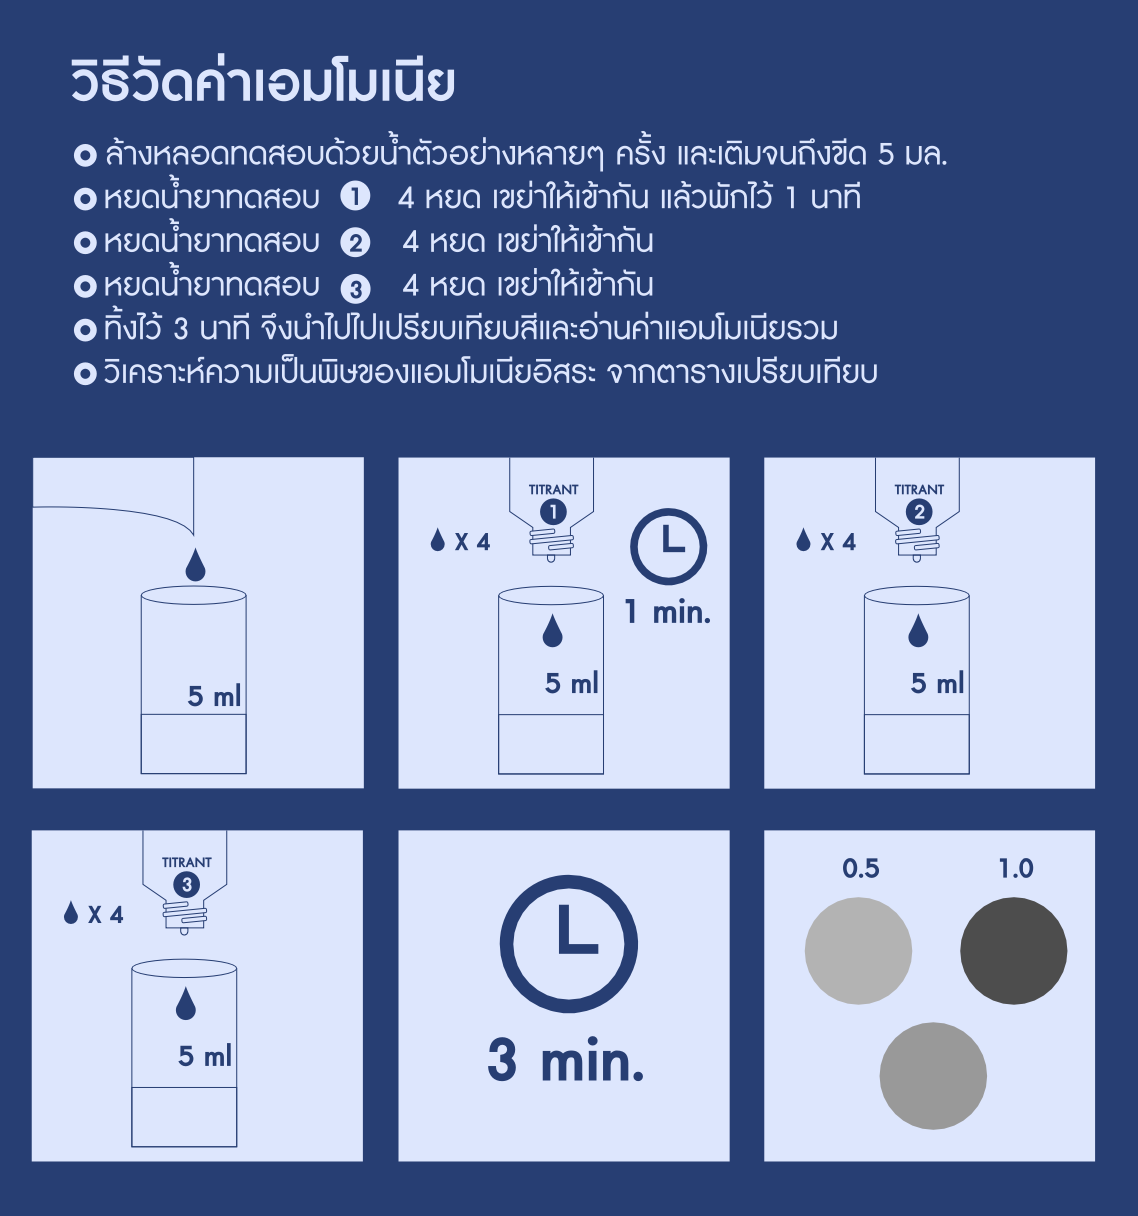 วิธีวัดค่าเอมโมเนีย
ล้างหลอดทดสอบด้วยน้ำตัวอย่างหลายๆ ครั้ง และเติมจนถึงขีด 5 มล.
หยดน้ำยาทดสอบ 1 4 หยด เขย่าให้เข้ากัน แล้วพักไว้ 1 นาที
หยดน้ำยาทดสอบ 2 4 หยด เขย่าให้เข้ากัน
หยดน้ำยาทดสอบ 3 4 หยด เขย่าให้เข้ากัน
ทิ้งไว้ 3 นาที จึงนำไปไปเปรียบเทียบสีและอ่านค่าแอมโมเนียรวม
วิเคราะห์ความเป็นพิษของแอมโมเนียอิสระ จากตารางเปรียบเทียบ
5 ml
TITRANT
1
X 4
1 min.
5 ml
TITRANT
2
X 4
5 ml
TITRANT
3
X 4
5 ml
3 min.
0.5 1.0